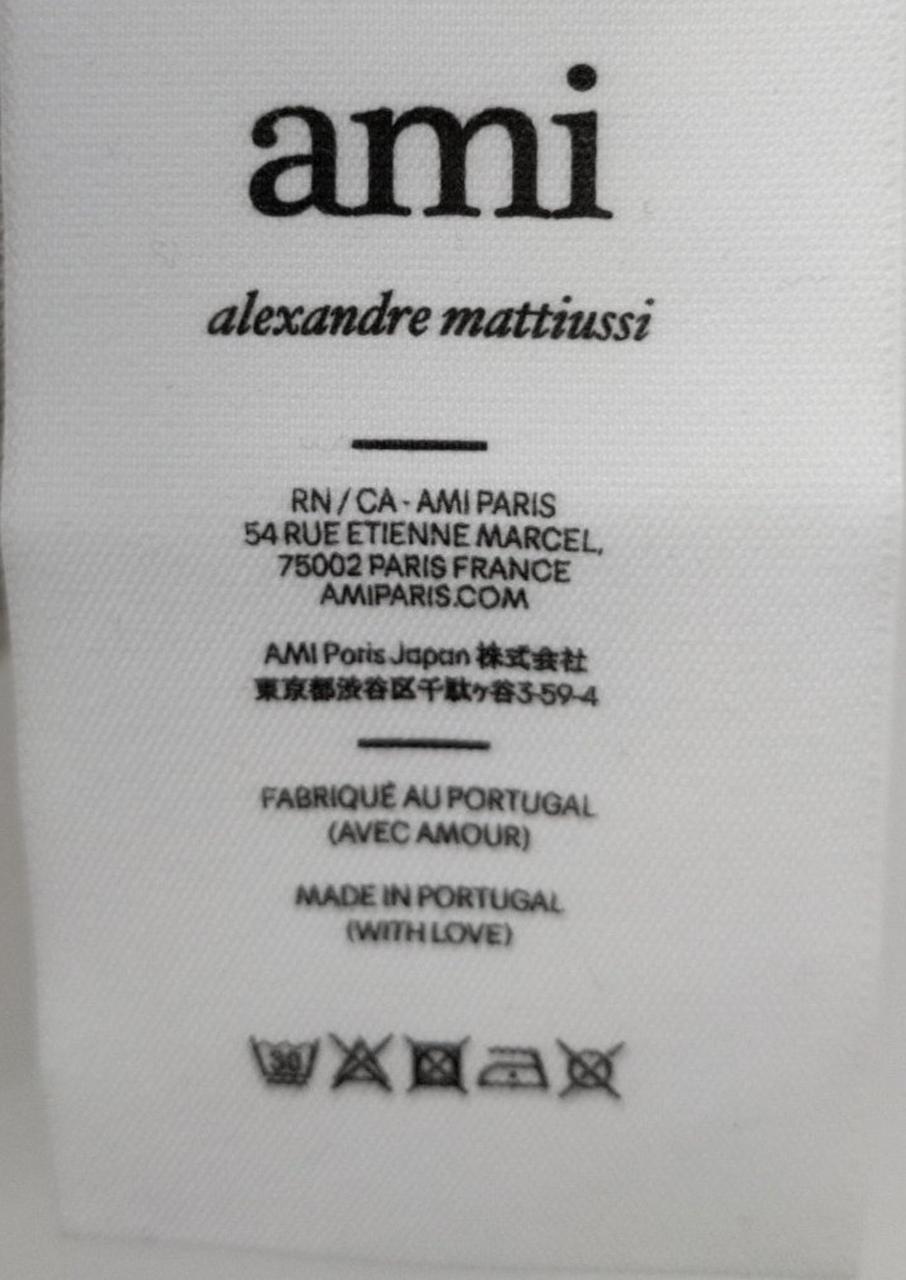 ami
alexandre mattiussi
RN / CA - AMI PARIS
54 RUE ETIENNE MARCEL,
75002 PARIS FRANCE
AMIPARIS.COM
AMI Paris Japan 株式会社
東京都渋谷区千駄ヶ谷3-59-4
FABRIQUÉ AU PORTUGAL
(AVEC AMOUR)
MADE IN PORTUGAL
(WITH LOVE)
30